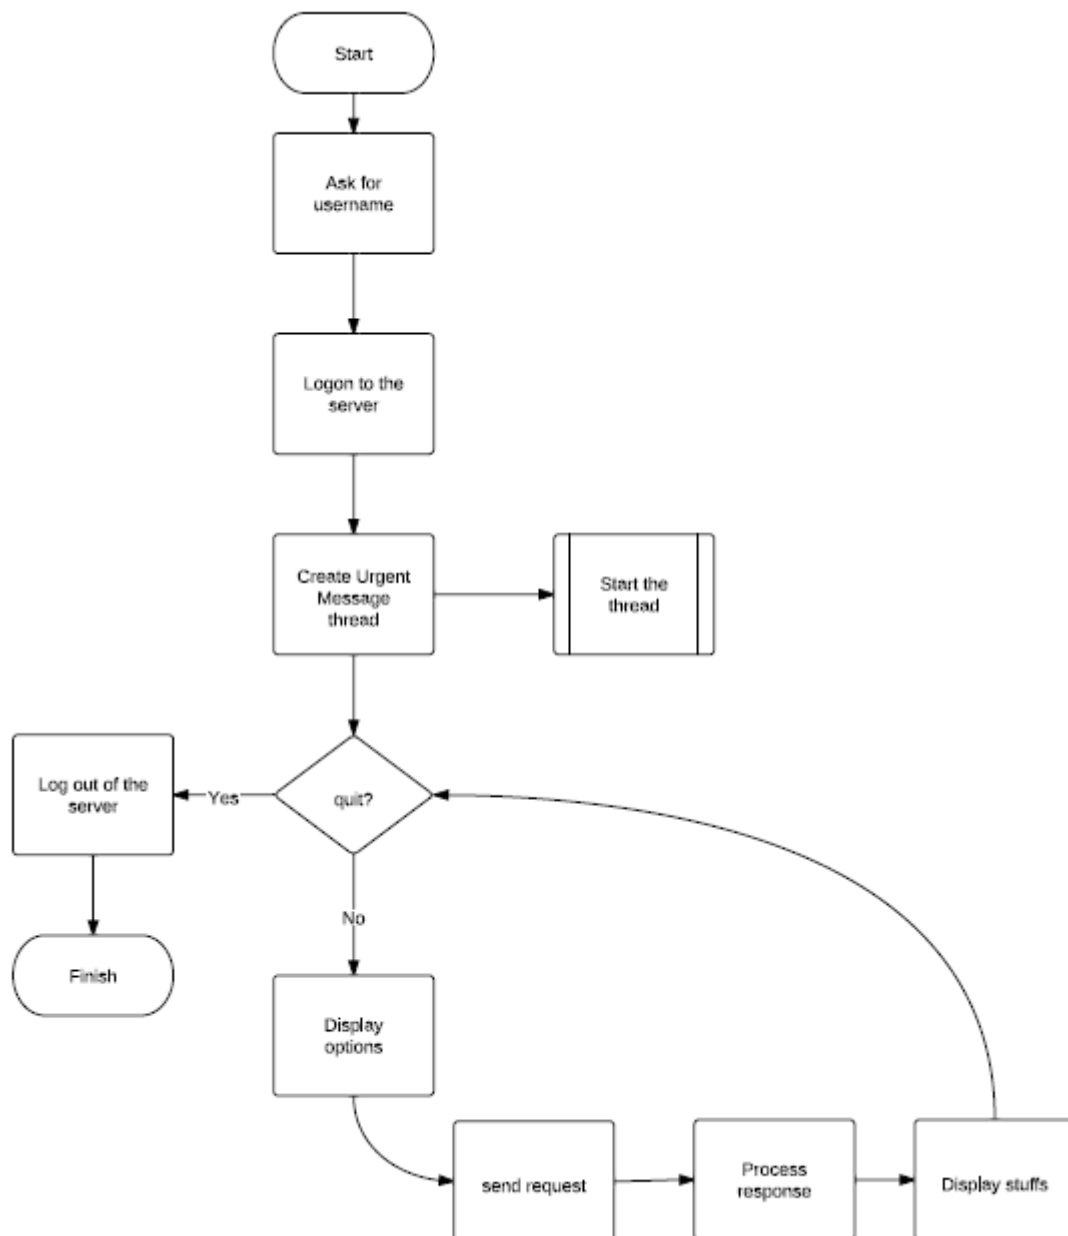 Start
Ask for
username
Logon to the
server
Create Urgent
Message
thread
Start the
thread
Log out of the
server
Yes
quit?
No
Finish
Display
options
send request
Process
response
Display stuffs